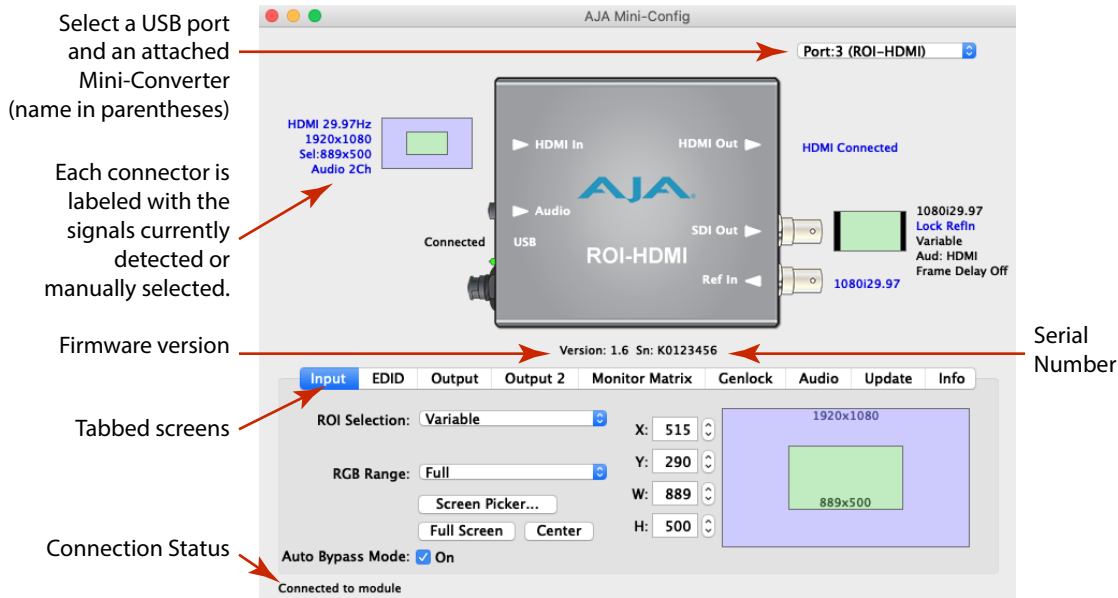 AJA Mini-Config
Select a USB port
and an attached
Mini-Converter
(name in parentheses)
Port:3 (ROI-HDMI)
HDMI 29.97Hz
1920x1080
Sel:889x500
Audio 2Ch
HDMI In
HDMI Out
HDMI Connected
Each connector is
labeled with the
signals currently
detected or
manually selected.
AJA
Audio
Connected
USB
SDI Out
ROI-HDMI
Ref In
1080i29.97
Lock RefIn
Variable
Aud: HDMI
Frame Delay Off
1080i29.97
Firmware version
Version: 1.6 Sn: K0123456
Serial
Number
Input EDID Output Output 2 Monitor Matrix Genlock Audio Update Info
Tabbed screens
ROI Selection: Variable
RGB Range: Full
Screen Picker...
Full Screen Center
Auto Bypass Mode: On
X: 515
Y: 290
W: 889
H: 500
1920x1080
889x500
Connection Status
Connected to module